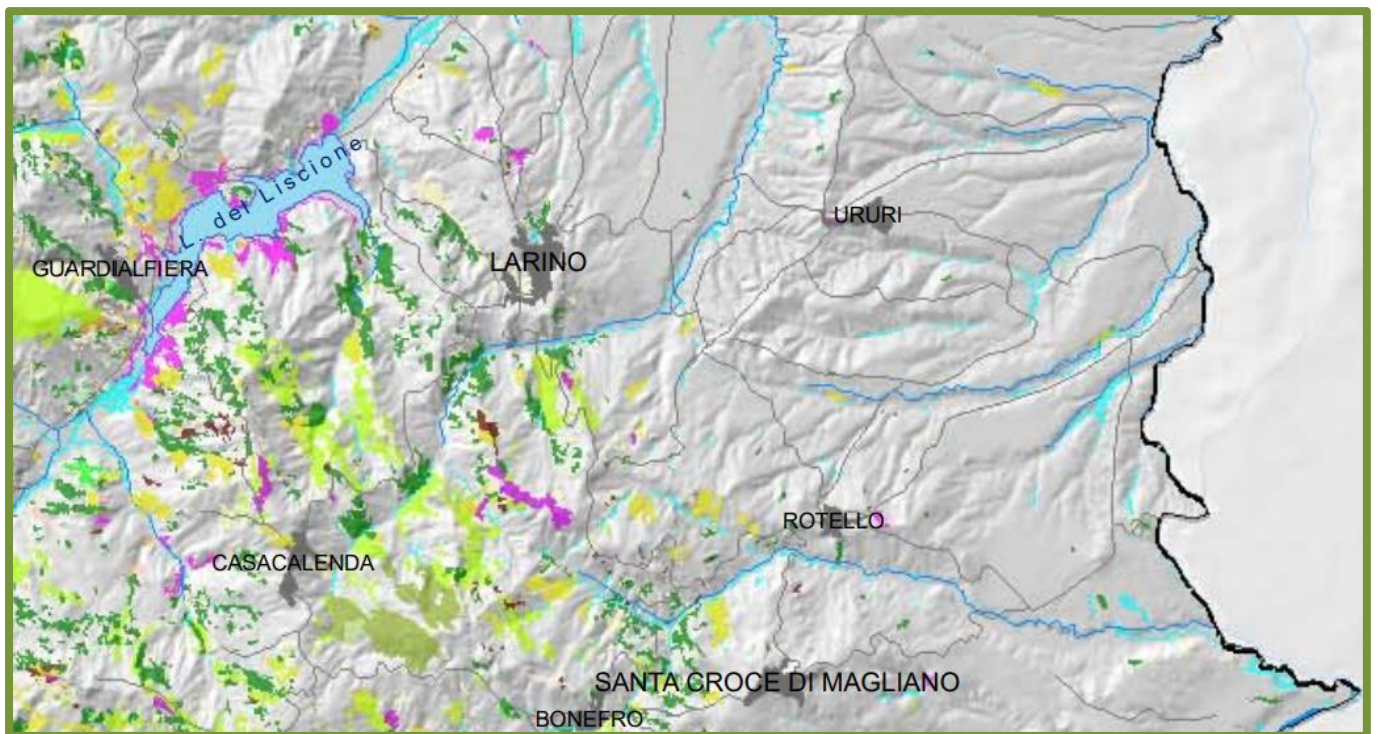 L. del Liscione
URURI
GUARDIALFIERA
LARINO
ROTELLO
CASACALENDA
SANTA CROCE DI MAGLIANO
BONEFRO